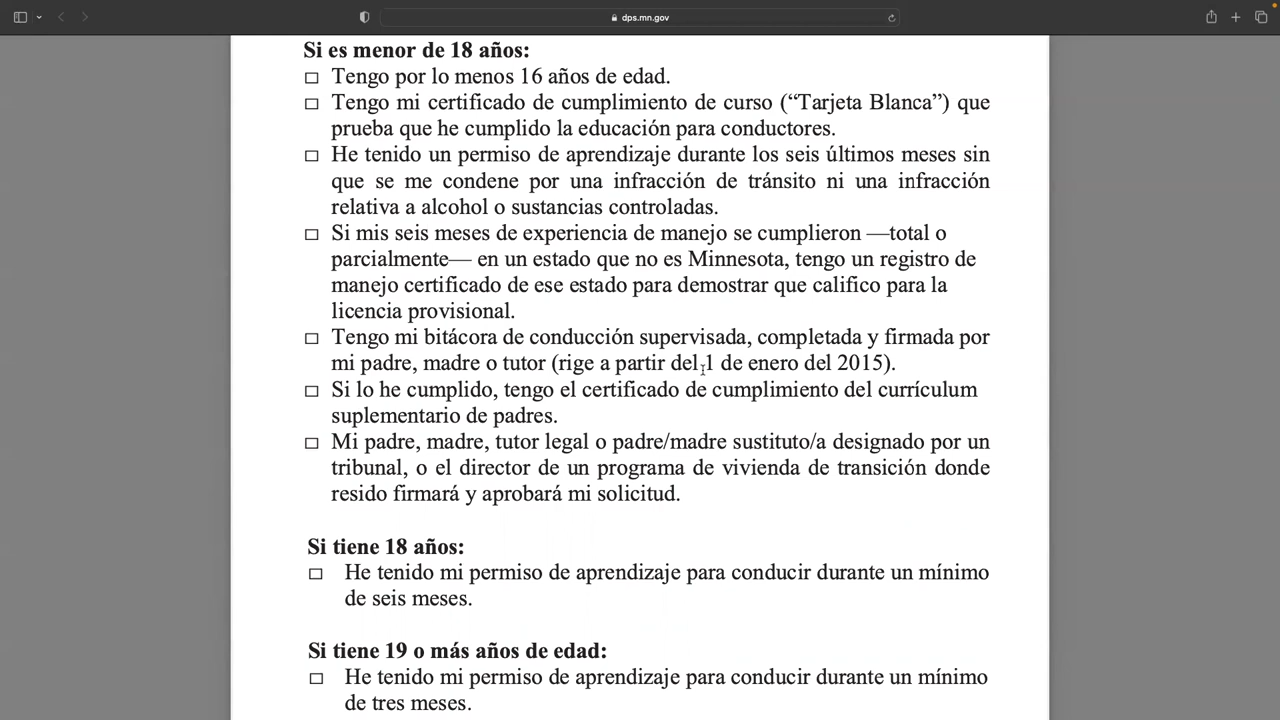 dps.mn.gov
Si es menor de 18 años:
Tengo por lo menos 16 años de edad.
Tengo mi certificado de cumplimiento de curso (“Tarjeta Blanca”) que
prueba que he cumplido la educación para conductores.
He tenido un permiso de aprendizaje durante los seis últimos meses sin
que se me condene por una infracción de tránsito ni una infracción
relativa a alcohol o sustancias controladas.
Si mis seis meses de experiencia de manejo se cumplieron —total o
parcialmente— en un estado que no es Minnesota, tengo un registro de
manejo certificado de ese estado para demostrar que califico para la
licencia provisional.
Tengo mi bitácora de conducción supervisada, completada y firmada por
mi padre, madre o tutor (rige a partir del 1 de enero del 2015).
Si lo he cumplido, tengo el certificado de cumplimiento del currículum
suplementario de padres.
Mi padre, madre, tutor legal o padre/madre sustituto/a designado por un
tribunal, o el director de un programa de vivienda de transición donde
resido firmará y aprobará mi solicitud.
Si tiene 18 años:
He tenido mi permiso de aprendizaje para conducir durante un mínimo
de seis meses.
Si tiene 19 o más años de edad:
He tenido mi permiso de aprendizaje para conducir durante un mínimo
de tres meses.